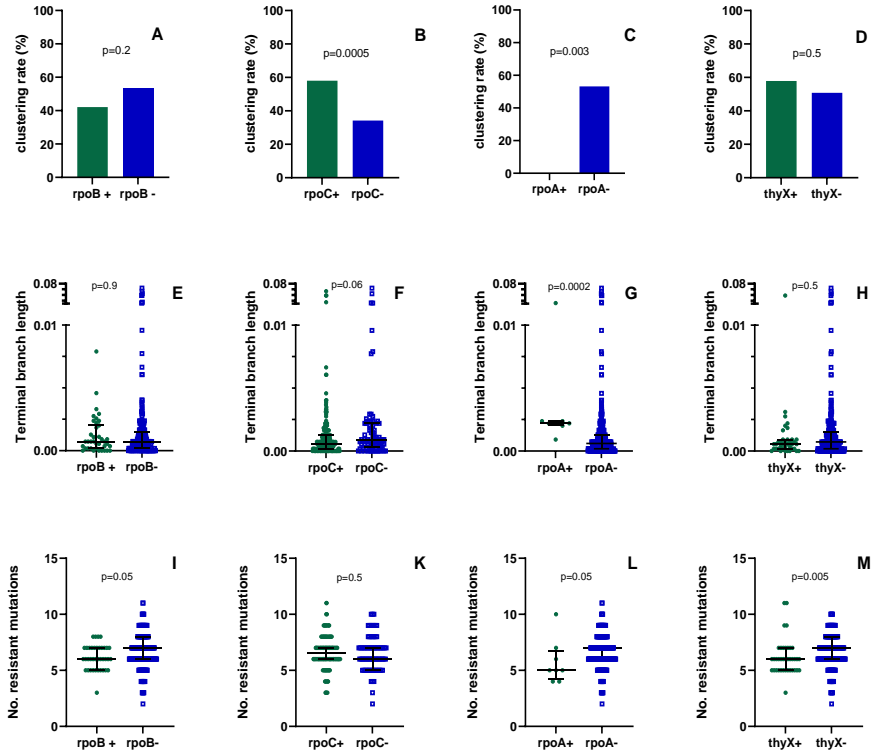 A
clustering rate (%)
100
80
60
40
20
0
p=0.2
rpoB + rpoB -
B
clustering rate (%)
100
80
60
40
20
0
p=0.0005
rpoC+ rpoC-
C
clustering rate (%)
100
80
60
40
20
0
p=0.003
rpoA+ rpoA-
D
clustering rate (%)
100
80
60
40
20
0
p=0.5
thyX+ thyX-
E
Terminal branch length
0.08
0.01
0.00
p=0.9
rpoB + rpoB-
F
Terminal branch length
0.08
0.01
0.00
p=0.06
rpoC+ rpoC-
G
Terminal branch length
0.08
0.01
0.00
p=0.0002
rpoA+ rpoA-
H
Terminal branch length
0.08
0.01
0.00
p=0.5
thyX+ thyX-
I
No. resistant mutations
15
10
5
0
p=0.05
rpoB + rpoB-
K
No. resistant mutations
15
10
5
0
p=0.5
rpoC+ rpoC-
L
No. resistant mutations
15
10
5
0
p=0.05
rpoA+ rpoA-
M
No. resistant mutations
15
10
5
0
p=0.005
thyX+ thyX-